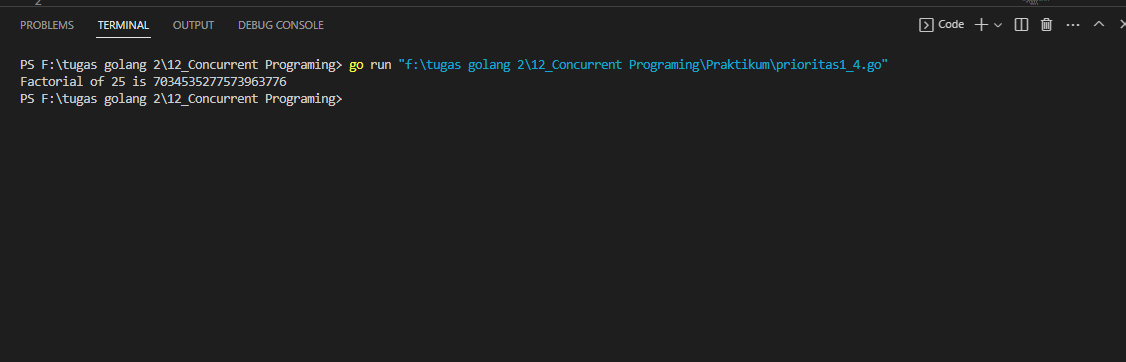 2
PROBLEMS TERMINAL OUTPUT DEBUG CONSOLE Code
PS F:\tugas golang 2\12_Concurrent Programing> go run "f:\tugas golang 2\12_Concurrent Programing\Praktikum\prioritas1_4.go"
Factorial of 25 is 7034535277573963776
PS F:\tugas golang 2\12_Concurrent Programing>